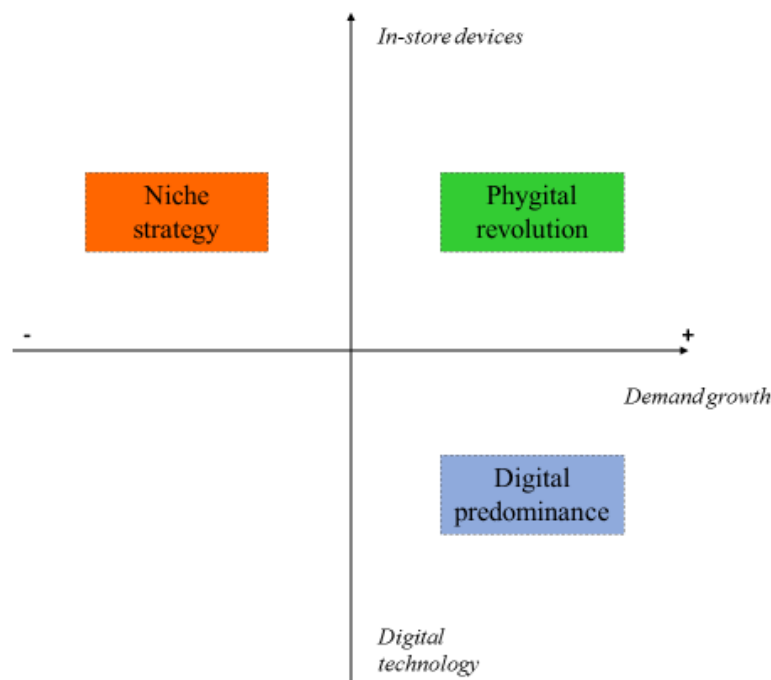 In-store devices
Niche
strategy
Phygital
revolution
-
+
Demand growth
Digital
predominance
Digital
technology